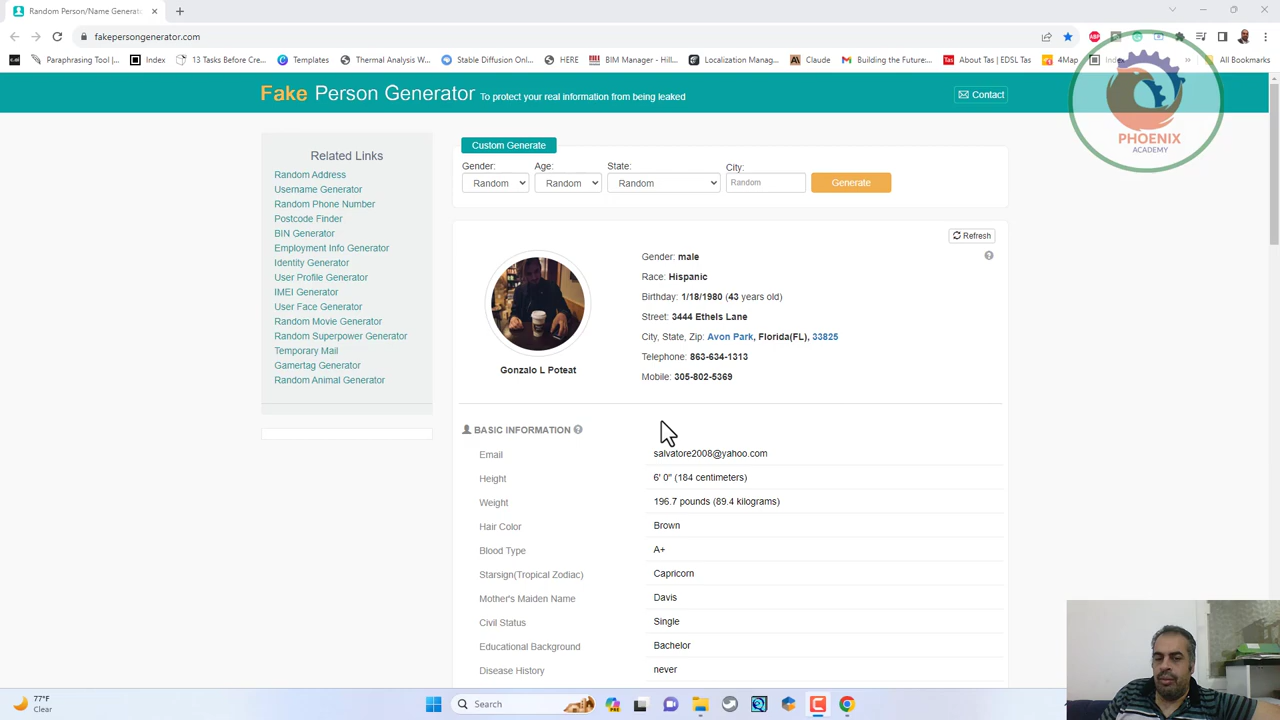 Random Person/Name Generat
fakepersongenerator.com
Paraphrasing Tool |...
Index
13 Tasks Before Cre...
Templates
Thermal Analysis W...
Stable Diffusion Onl...
HERE
BIM Manager - Hill...
Localization Manag...
Claude
Building the Future:...
About Tas | EDSL Tas
4Map
Index
»
All Bookmarks
Fake Person Generator To protect your real information from being leaked
Contact
PHOENIX
ACADEMY
Related Links
Random Address
Username Generator
Random Phone Number
Postcode Finder
BIN Generator
Employment Info Generator
Identity Generator
User Profile Generator
IMEI Generator
User Face Generator
Random Movie Generator
Random Superpower Generator
Temporary Mail
Gamertag Generator
Random Animal Generator
Custom Generate
Gender: Age: State: City:
Random Random Random Random Generate
Refresh
Gender: male
Race: Hispanic
Birthday: 1/18/1980 (43 years old)
Street: 3444 Ethels Lane
City, State, Zip: Avon Park, Florida(FL), 33825
Telephone: 863-634-1313
Mobile: 305-802-5369
Gonzalo L Poteat
BASIC INFORMATION
Email salvatore2008@yahoo.com
Height 6' 0" (184 centimeters)
Weight 196.7 pounds (89.4 kilograms)
Hair Color Brown
Blood Type A+
Starsign(Tropical Zodiac) Capricorn
Mother's Maiden Name Davis
Civil Status Single
Educational Background Bachelor
Disease History never
77°F
Clear
Search